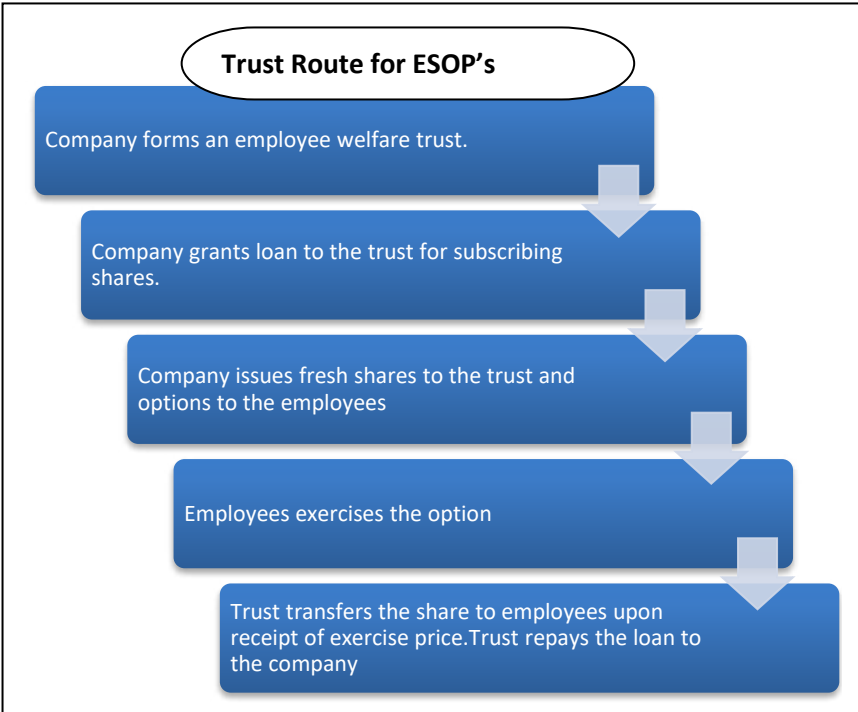 Trust Route for ESOP's
Company forms an employee welfare trust.
Company grants loan to the trust for subscribing
shares.
Company issues fresh shares to the trust and
options to the employees
Employees exercises the option
Trust transfers the share to employees upon
receipt of exercise price.Trust repays the loan to
the company